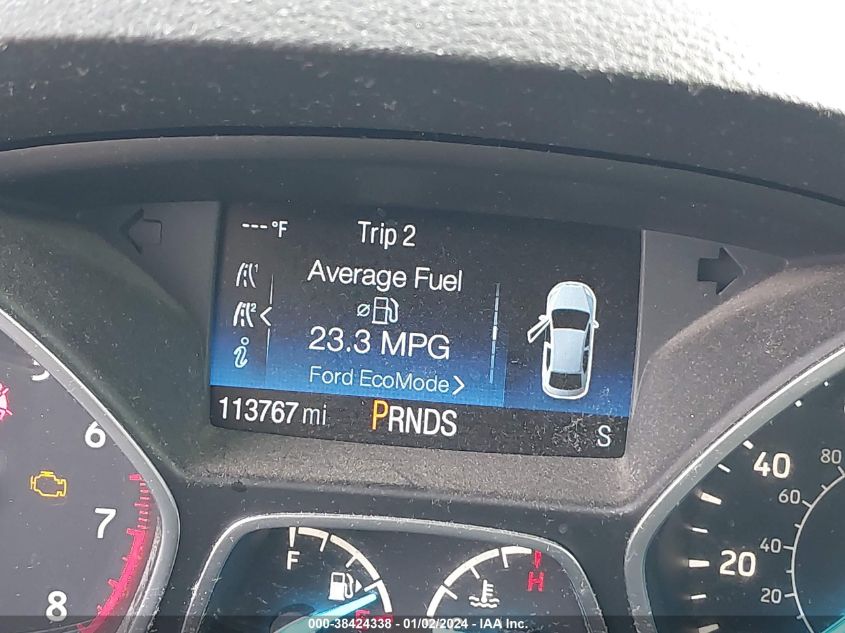 ---°F
Trip 2
Average Fuel
23.3 MPG
Ford EcoMode
113767 mi
PRNDS
S
5
6
7
8
F
H
40
20
80
60
40
20
000-38424338 - 01/02/2024 - IAA Inc.